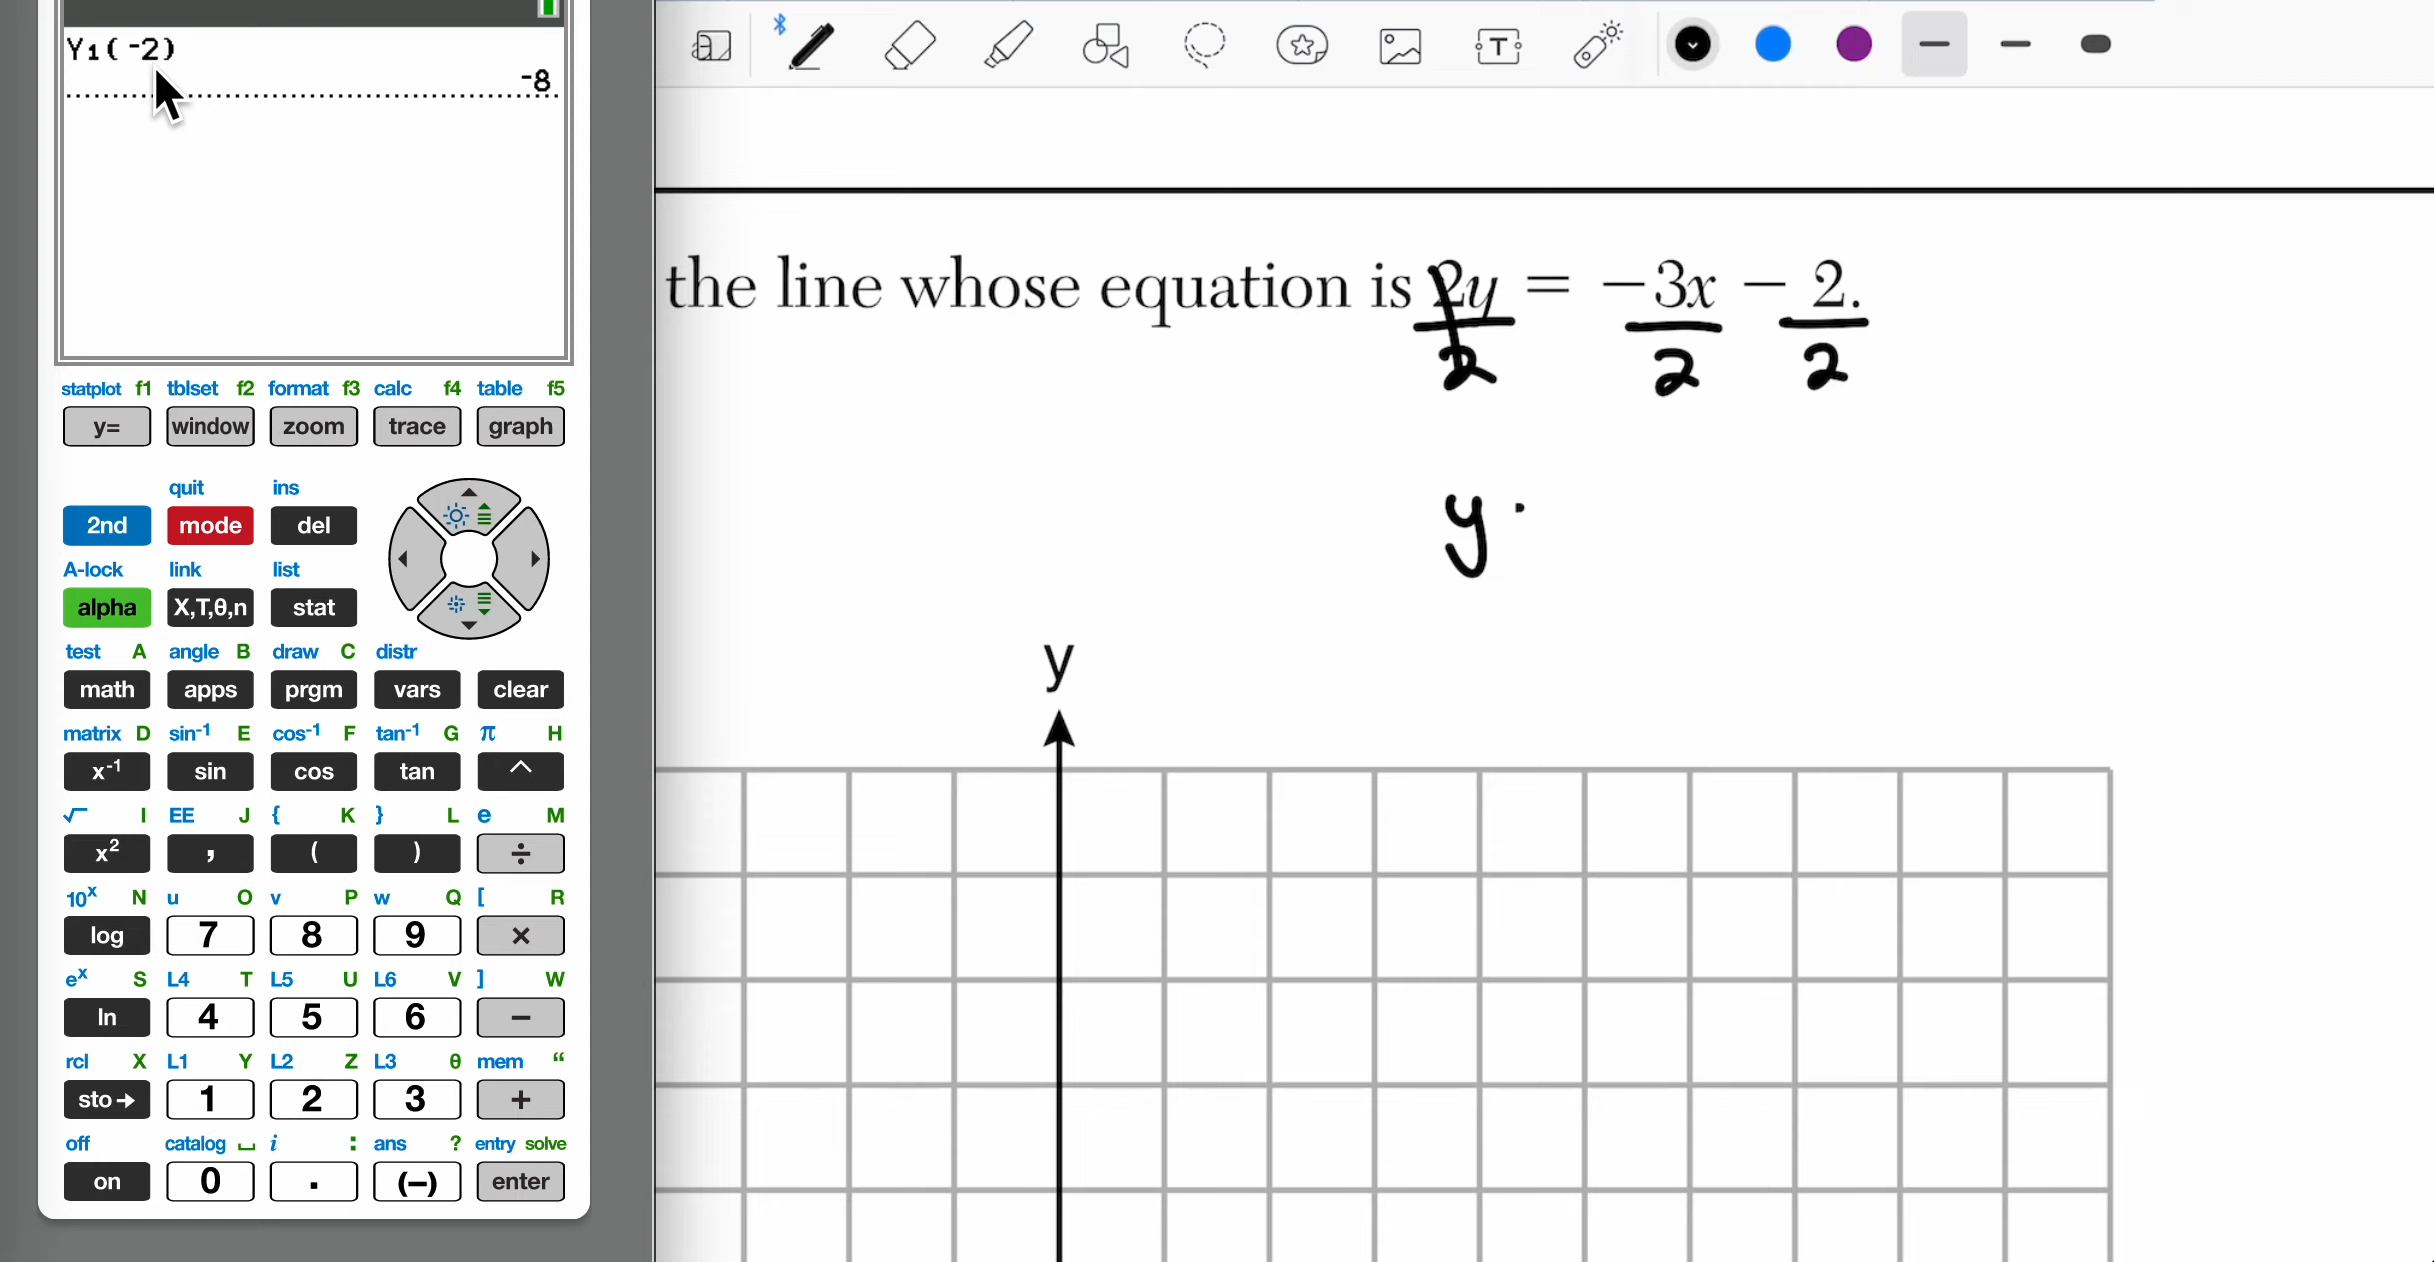 Y1(-2)
-8
statplot f1 tblset f2 format f3 calc f4 table f5
y= window zoom trace graph
quit ins
2nd mode del
A-lock link list
alpha X,T,θ,n stat
test A angle B draw C distr
math apps prgm vars clear
matrix D sin-1 E cos-1 F tan-1 G π H
x-1 sin cos tan ^
√ I EE J { K } L e M
x2 , ( ) ÷
10x N u O v P w Q [ R
log 7 8 9 ×
ex S L4 T L5 U L6 V ] W
ln 4 5 6 −
rcl X L1 Y L2 Z L3 θ mem “
sto→ 1 2 3 +
off catalog ⎵ i : ans ? entry solve
on 0 . (−) enter
a T
the line whose equation is 2y = −3x − 2.
2 2 2
y
y